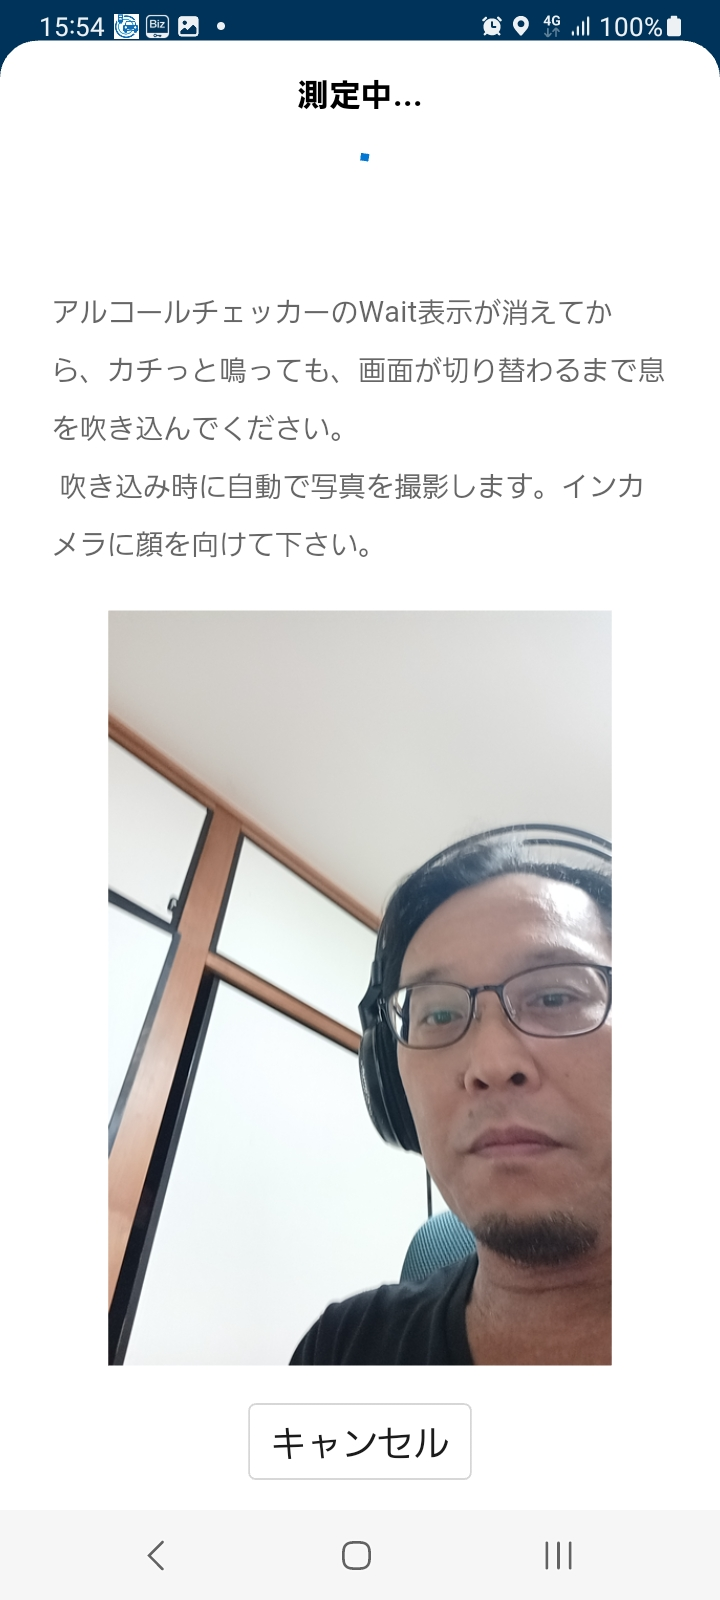 15:54 Biz 4G 100%
測定中...
アルコールチェッカーのWait表示が消えてか
ら、カチっと鳴っても、画面が切り替わるまで息
を吹き込んでください。
吹き込み時に自動で写真を撮影します。インカ
メラに顔を向けて下さい。
キャンセル